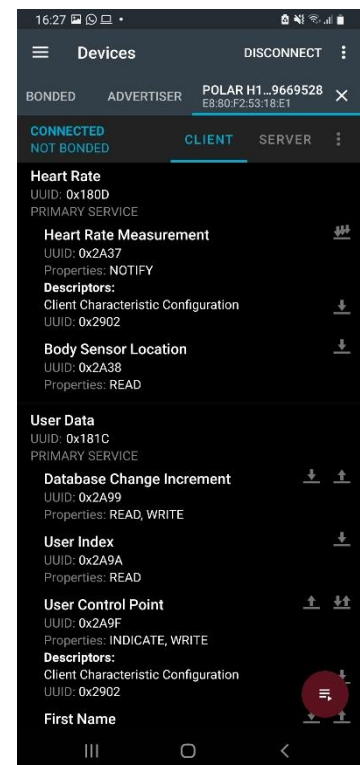 16:27
Devices DISCONNECT
BONDED ADVERTISER POLAR H1...9669528
E8:80:F2:53:18:E1
CONNECTED
NOT BONDED CLIENT SERVER
Heart Rate
UUID: 0x180D
PRIMARY SERVICE
Heart Rate Measurement
UUID: 0x2A37
Properties: NOTIFY
Descriptors:
Client Characteristic Configuration
UUID: 0x2902
Body Sensor Location
UUID: 0x2A38
Properties: READ
User Data
UUID: 0x181C
PRIMARY SERVICE
Database Change Increment
UUID: 0x2A99
Properties: READ, WRITE
User Index
UUID: 0x2A9A
Properties: READ
User Control Point
UUID: 0x2A9F
Properties: INDICATE, WRITE
Descriptors:
Client Characteristic Configuration
UUID: 0x2902
First Name